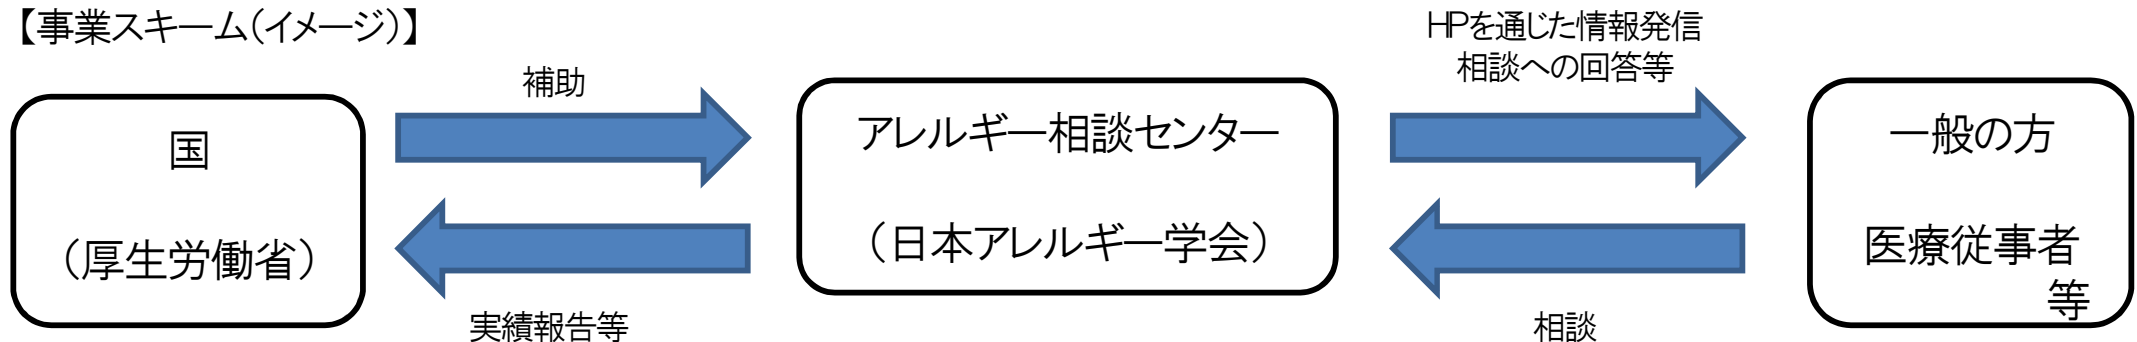 【事業スキーム（イメージ）】
補助
国
（厚生労働省）
実績報告等
アレルギー相談センター
（日本アレルギー学会）
HPを通じた情報発信
相談への回答等
相談
一般の方
医療従事者
等